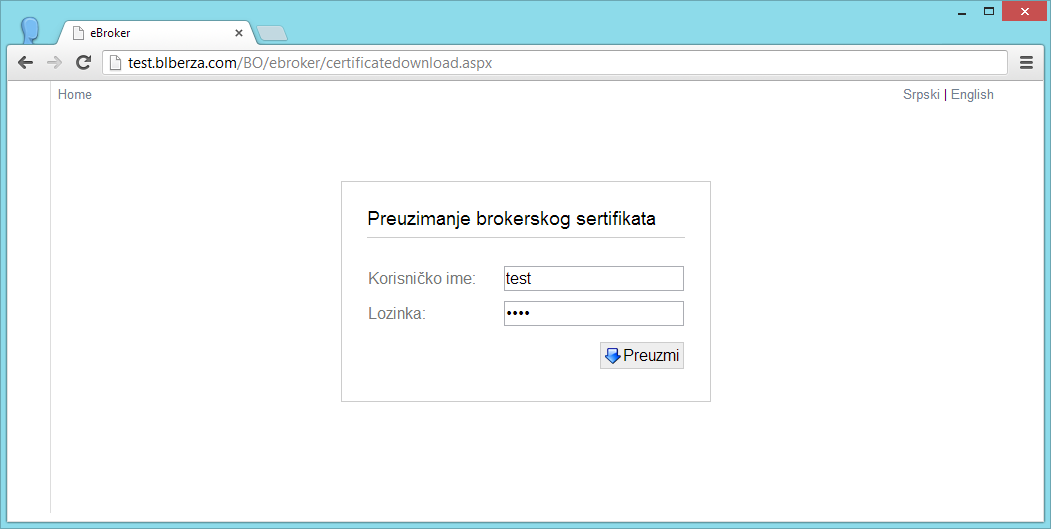 eBroker
test.blberza.com/BO/ebroker/certificatedownload.aspx
Home
Srpski | English
Preuzimanje brokerskog sertifikata
Korisničko ime: test
Lozinka: ••••
Preuzmi